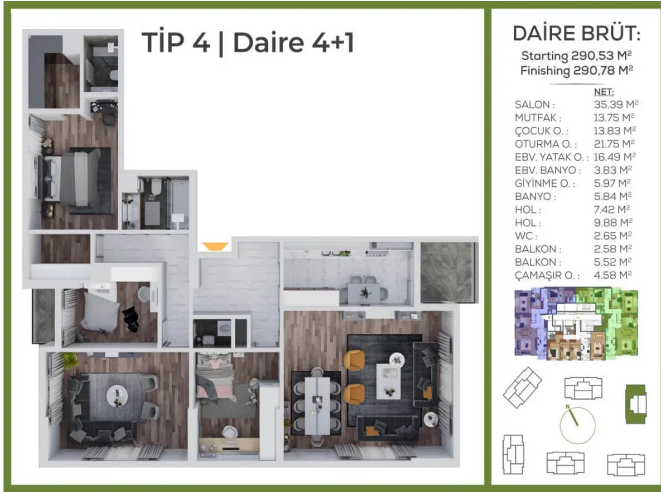 TİP 4 | Daire 4+1
DAİRE BRÜT:
Starting 290,53 M²
Finishing 290,78 M²
NET:
SALON : 35.39 M²
MUTFAK : 13.75 M²
ÇOCUK O. : 13.83 M²
OTURMA O. : 21.75 M²
EBV. YATAK O. : 16.49 M²
EBV. BANYO : 3.83 M²
GİYİNME O. : 5.97 M²
BANYO : 5.84 M²
HOL : 7.42 M²
HOL : 9.88 M²
WC : 2.65 M²
BALKON : 2.58 M²
BALKON : 5.52 M²
ÇAMAŞIR O. : 4.58 M²
N